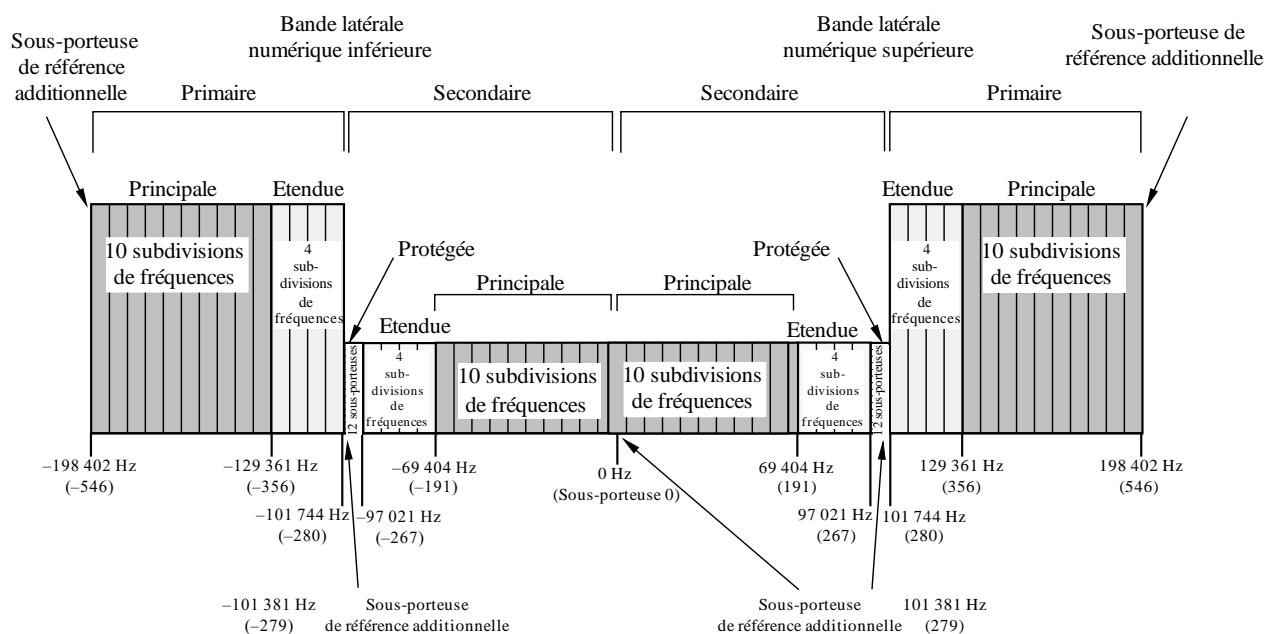 Bande latérale
numérique inférieure
Bande latérale
numérique supérieure
Sous-porteuse
de référence
additionnelle
Sous-porteuse de
référence additionnelle
Primaire
Secondaire
Secondaire
Primaire
Principale
Etendue
Etendue
Principale
10 subdivisions
de fréquences
4
sub-
divisions
de
fréquences
Protégée
Protégée
4
sub-
divisions
de
fréquences
10 subdivisions
de fréquences
Principale
Principale
Etendue
Etendue
12 sous-porteuses
4
sub-
divisions
de
fréquences
10 subdivisions
de fréquences
10 subdivisions
de fréquences
4
sub-
divisions
de
fréquences
12 sous-porteuses
–198 402 Hz
(–546)
–129 361 Hz
(–356)
–69 404 Hz
(–191)
0 Hz
(Sous-porteuse 0)
69 404 Hz
(191)
129 361 Hz
(356)
198 402 Hz
(546)
–101 744 Hz
(–280)
–97 021 Hz
(–267)
97 021 Hz
(267)
101 744 Hz
(280)
–101 381 Hz
(–279)
Sous-porteuse
de référence additionnelle
Sous-porteuse
de référence additionnelle
101 381 Hz
(279)